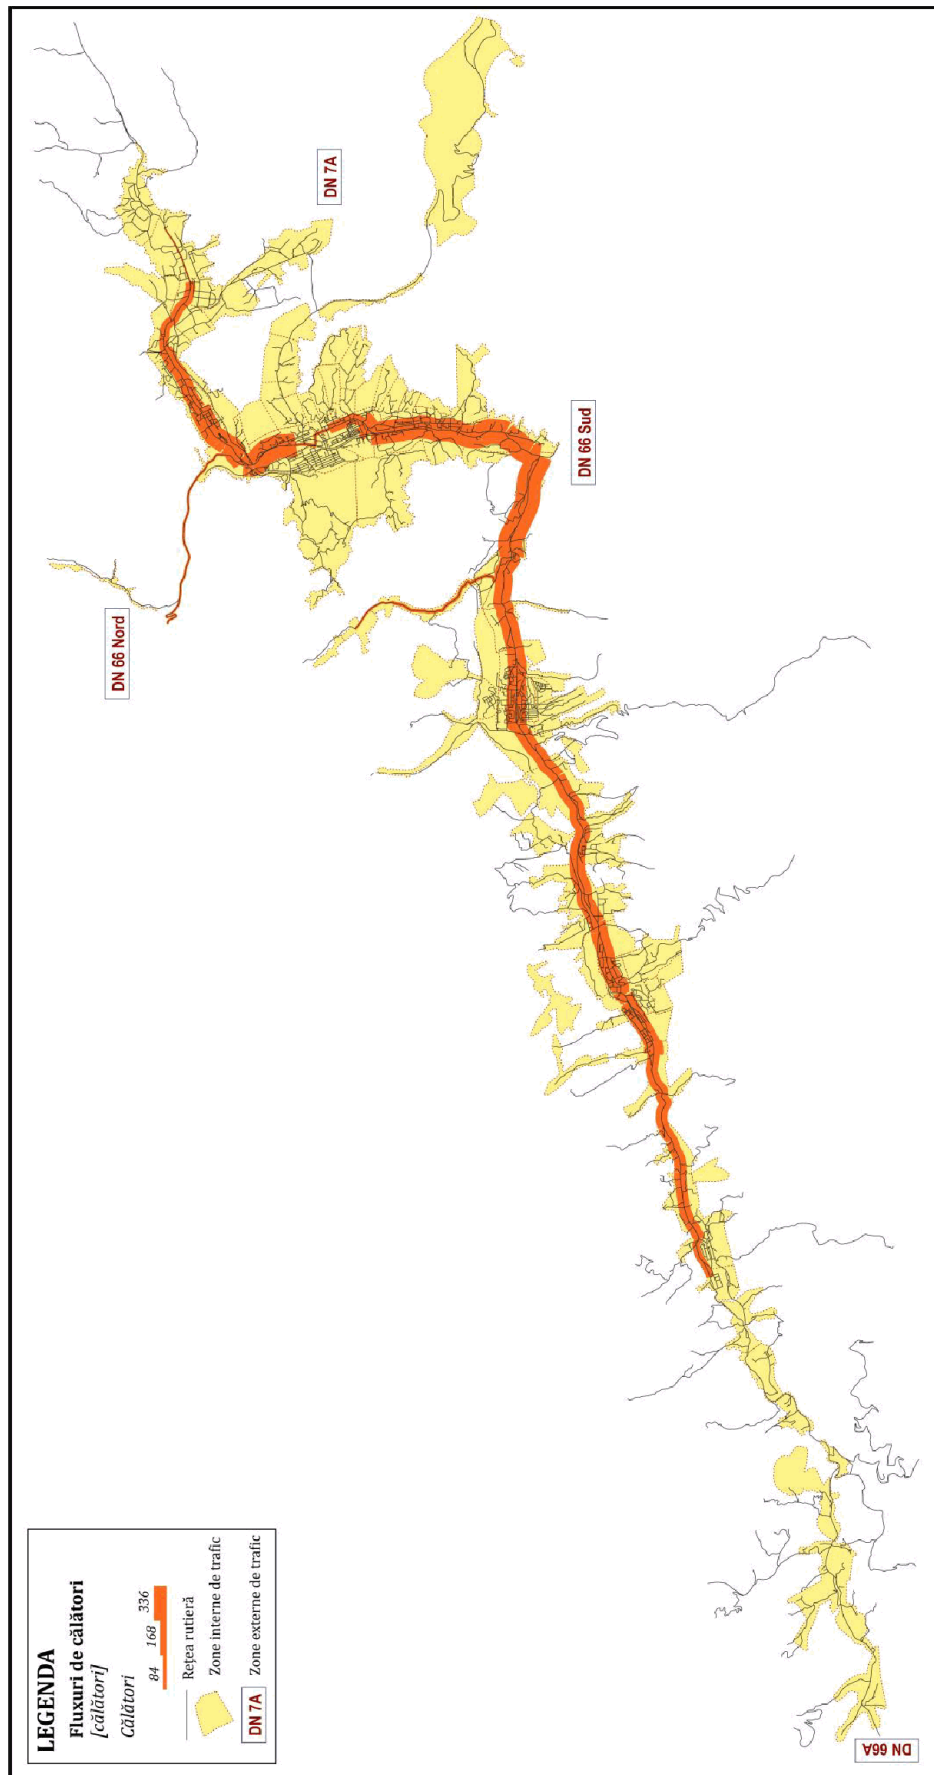 DN 7A
DN 66 Sud
DN 66 Nord
DN 66A
LEGENDA
Fluxuri de călători
[călători]
Călători
84 168 336
Rețea rutieră
Zone interne de trafic
DN 7A Zone externe de trafic